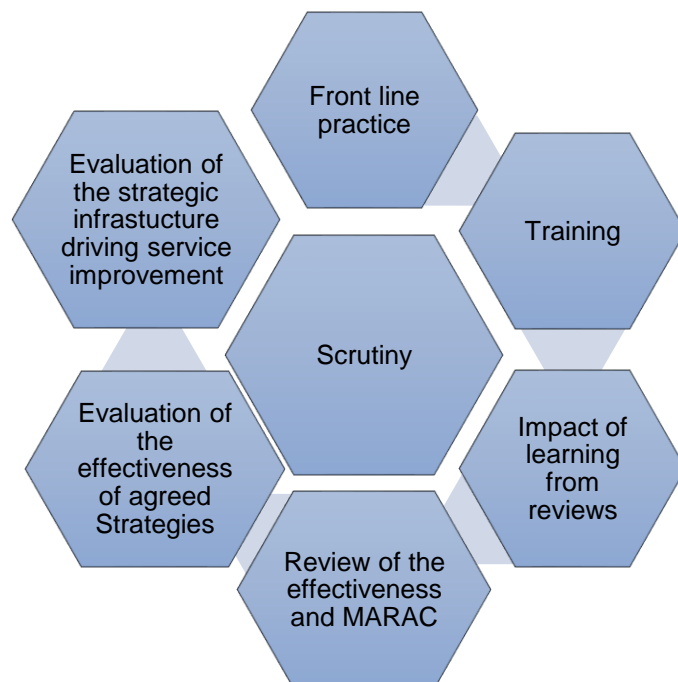 Front line
practice
Training
Impact of
learning
from
reviews
Review of the
effectiveness
and MARAC
Evaluation of
the
effectiveness
of agreed
Strategies
Evaluation of
the strategic
infrastucture
driving service
improvement
Scrutiny